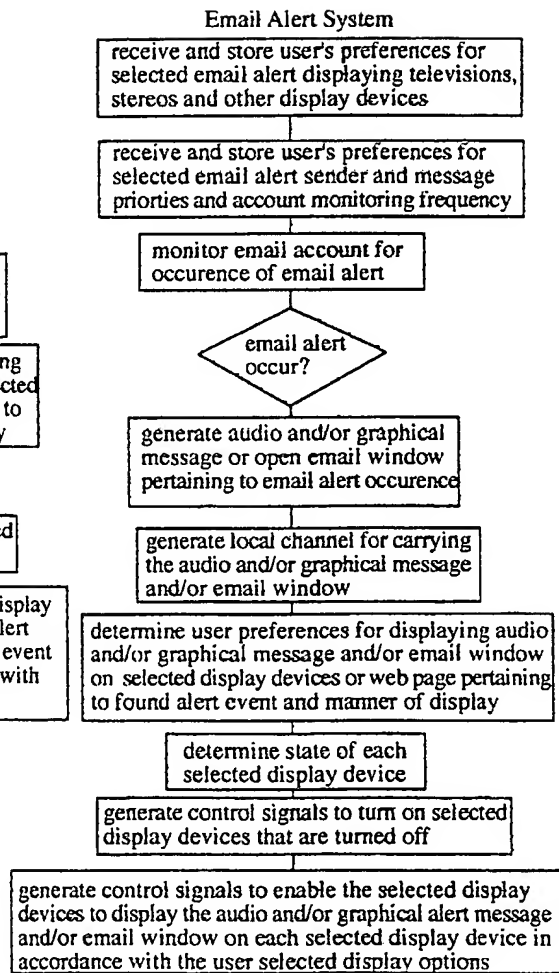 Email Alert System
receive and store user's preferences for
selected email alert displaying televisions,
stereos and other display devices
receive and store user's preferences for
selected email alert sender and message
priorties and account monitoring frequency
monitor email account for
occurence of email alert
email alert
occur?
generate audio and/or graphical
message or open email window
pertaining to email alert occurence
generate local channel for carrying
the audio and/or graphical message
and/or email window
determine user preferences for displaying audio
and/or graphical message and/or email window
on selected display devices or web page pertaining
to found alert event and manner of display
determine state of each
selected display device
generate control signals to turn on selected
display devices that are turned off
generate control signals to enable the selected display
devices to display the audio and/or graphical alert message
and/or email window on each selected display device in
accordance with the user selected display options
ng
cted
to
isplay
lert
event
with